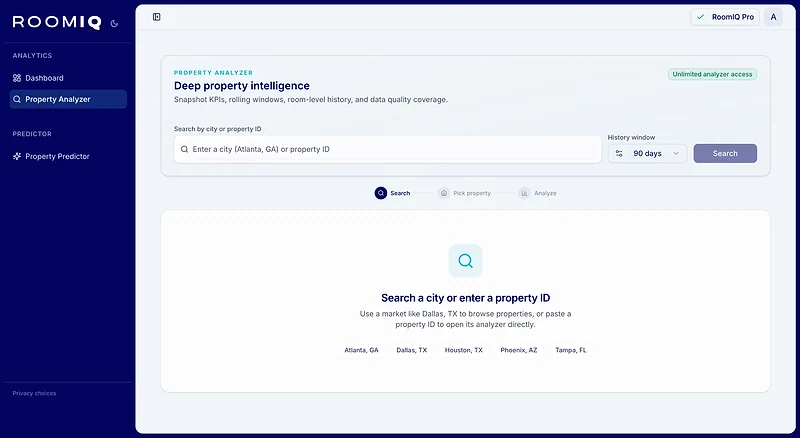 ROOMIQ
ANALYTICS
Dashboard
Property Analyzer
PREDICTOR
Property Predictor
Privacy choices
RoomIQ Pro
A
PROPERTY ANALYZER
Deep property intelligence
Snapshot KPIs, rolling windows, room-level history, and data quality coverage.
Unlimited analyzer access
Search by city or property ID
Enter a city (Atlanta, GA) or property ID
History window
90 days
Search
Search
Pick property
Analyze
Search a city or enter a property ID
Use a market like Dallas, TX to browse properties, or paste a
property ID to open its analyzer directly.
Atlanta, GA
Dallas, TX
Houston, TX
Phoenix, AZ
Tampa, FL